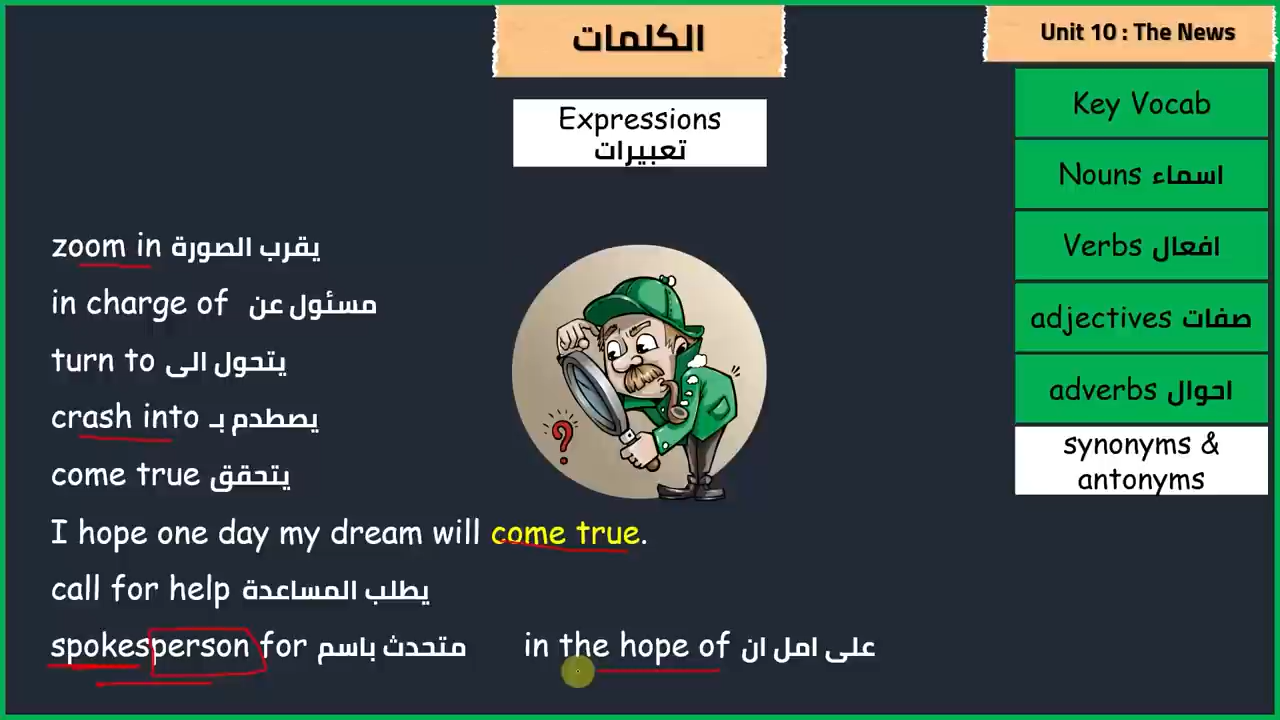 الكلمات
Unit 10 : The News
Expressions
تعبيرات
Key Vocab
Nouns اسماء
Verbs افعال
adjectives صفات
adverbs احوال
synonyms &
antonyms
zoom in يقرب الصورة
in charge of مسئول عن
turn to يتحول الى
crash into يصطدم بـ
come true يتحقق
I hope one day my dream will come true.
call for help يطلب المساعدة
spokesperson for متحدث باسم in the hope of على امل ان
?